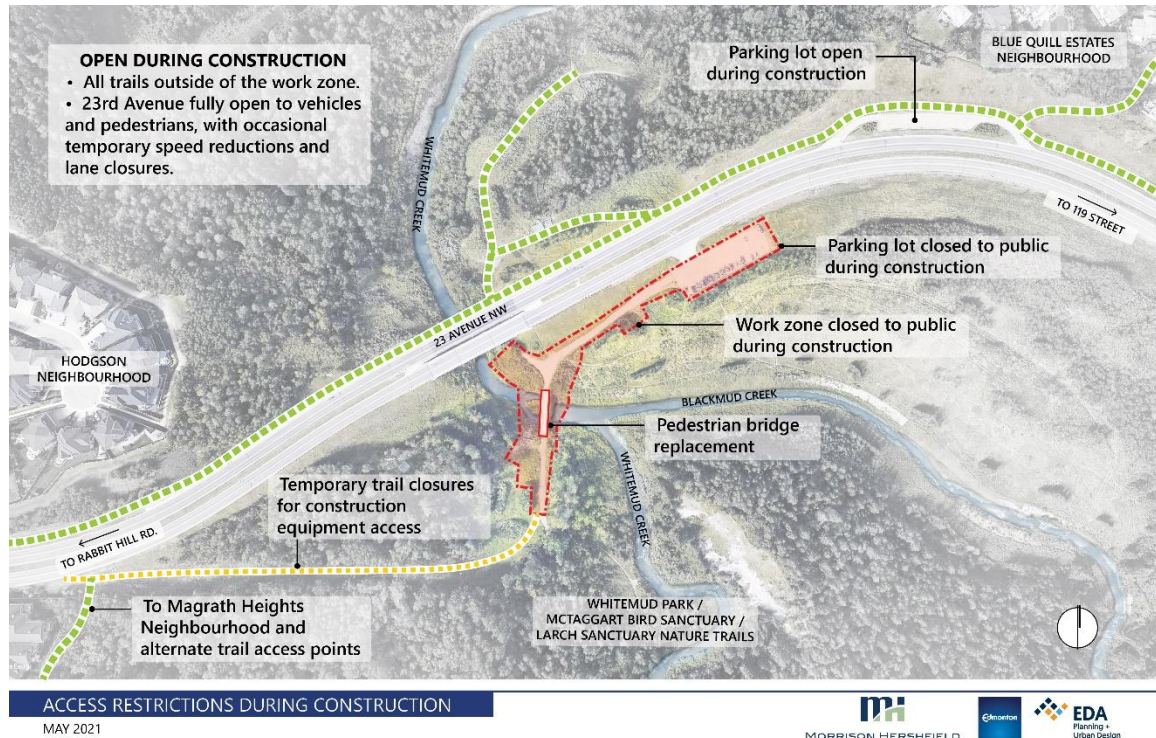 OPEN DURING CONSTRUCTION
• All trails outside of the work zone.
• 23rd Avenue fully open to vehicles
and pedestrians, with occasional
temporary speed reductions and
lane closures.
Parking lot open
during construction
BLUE QUILL ESTATES
NEIGHBOURHOOD
WHITEMUD CREEK
TO 119 STREET
Parking lot closed to public
during construction
23 AVENUE NW
Work zone closed to public
during construction
HODGSON
NEIGHBOURHOOD
BLACKMUD CREEK
Pedestrian bridge
replacement
WHITEMUD CREEK
Temporary trail closures
for construction
equipment access
TO RABBIT HILL RD.
To Magrath Heights
Neighbourhood and
alternate trail access points
WHITEMUD PARK /
MCTAGGART BIRD SANCTUARY /
LARCH SANCTUARY NATURE TRAILS
ACCESS RESTRICTIONS DURING CONSTRUCTION
MAY 2021
MORRISON HERSHFIELD
Edmonton
EDA
Planning +
Urban Design